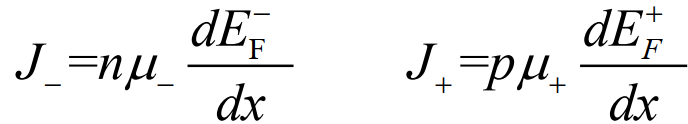 J₋=nμ₋ dE_F⁻/dx    J₊=pμ₊ dE_F⁺/dx